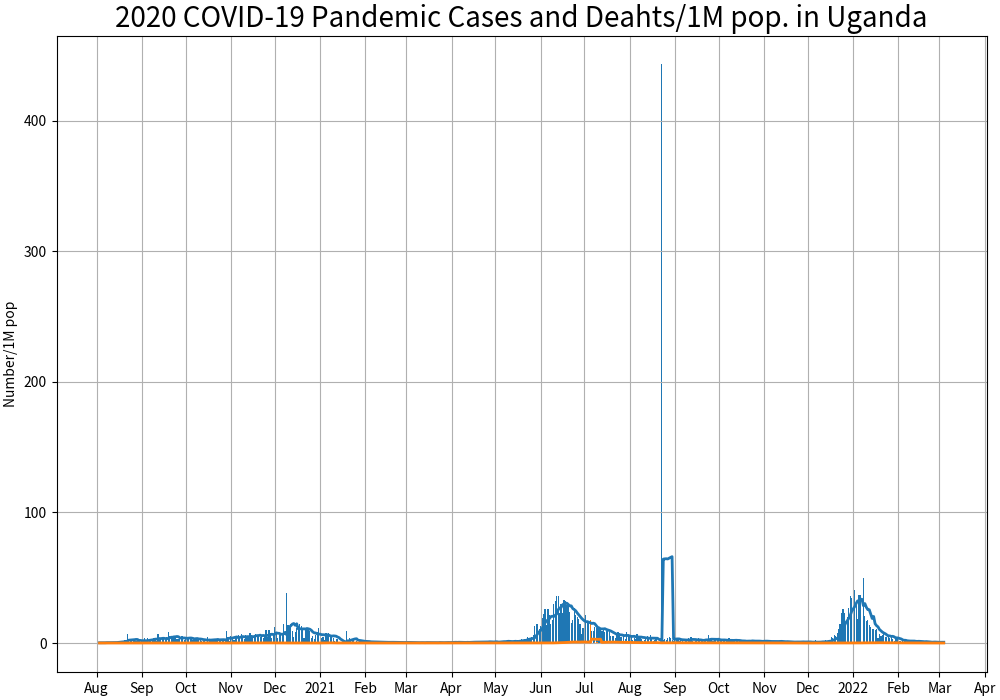 2020 COVID-19 Pandemic Cases and Deahts/1M pop. in Uganda
Number/1M pop
400
300
200
100
0
Aug Sep Oct Nov Dec 2021 Feb Mar Apr May Jun Jul Aug Sep Oct Nov Dec 2022 Feb Mar Ap